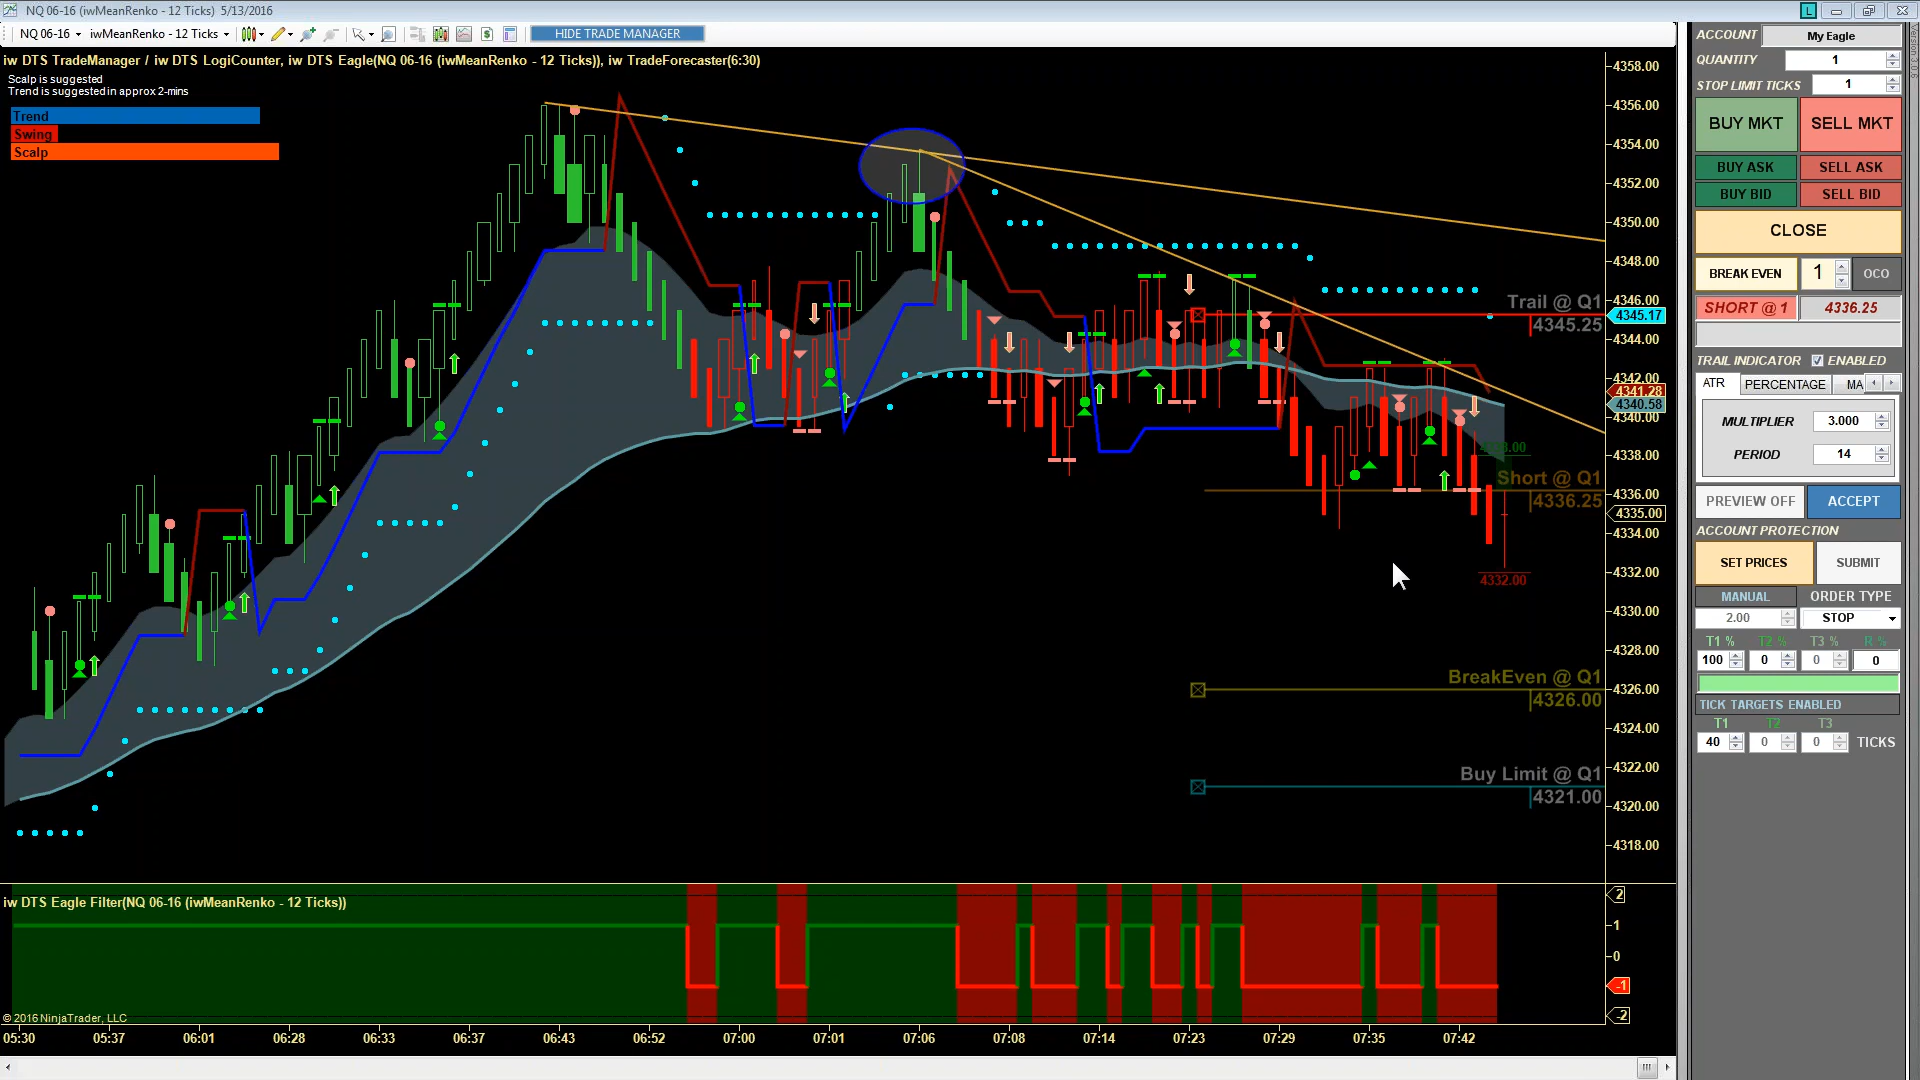 NQ 06-16 (iwMeanRenko - 12 Ticks)  5/13/2016
L
NQ 06-16 iwMeanRenko - 12 Ticks HIDE TRADE MANAGER
iw DTS TradeManager / iw DTS LogiCounter, iw DTS Eagle(NQ 06-16 (iwMeanRenko - 12 Ticks)), iw TradeForecaster(6:30)
Scalp is suggested
Trend is suggested in approx 2-mins
Trend
Swing
Scalp
4358.00
4356.00
4354.00
4352.00
4350.00
4348.00
4346.00
4345.17
4344.00
4342.00
4341.28
4340.58
4340.00
4338.00
4336.00
4335.00
4334.00
4332.00
4330.00
4328.00
4326.00
4324.00
4322.00
4320.00
4318.00
Trail @ Q1
4345.25
Short @ Q1
4336.25
4332.00
BreakEven @ Q1
4326.00
Buy Limit @ Q1
4321.00
iw DTS Eagle Filter(NQ 06-16 (iwMeanRenko - 12 Ticks))
2
1
0
-1
-2
© 2016 NinjaTrader, LLC
05:30 05:37 06:01 06:28 06:33 06:37 06:43 06:52 07:00 07:01 07:06 07:08 07:14 07:23 07:29 07:35 07:42
Version 3.0.6
ACCOUNT My Eagle
QUANTITY 1
STOP LIMIT TICKS 1
BUY MKT SELL MKT
BUY ASK SELL ASK
BUY BID SELL BID
CLOSE
BREAK EVEN 1 OCO
SHORT @ 1 4336.25
TRAIL INDICATOR ENABLED
ATR PERCENTAGE MA
MULTIPLIER 3.000
PERIOD 14
PREVIEW OFF ACCEPT
ACCOUNT PROTECTION
SET PRICES SUBMIT
MANUAL ORDER TYPE
2.00 STOP
T1 % T2 % T3 % R %
100 0 0 0
TICK TARGETS ENABLED
T1 T2 T3
40 0 0 TICKS